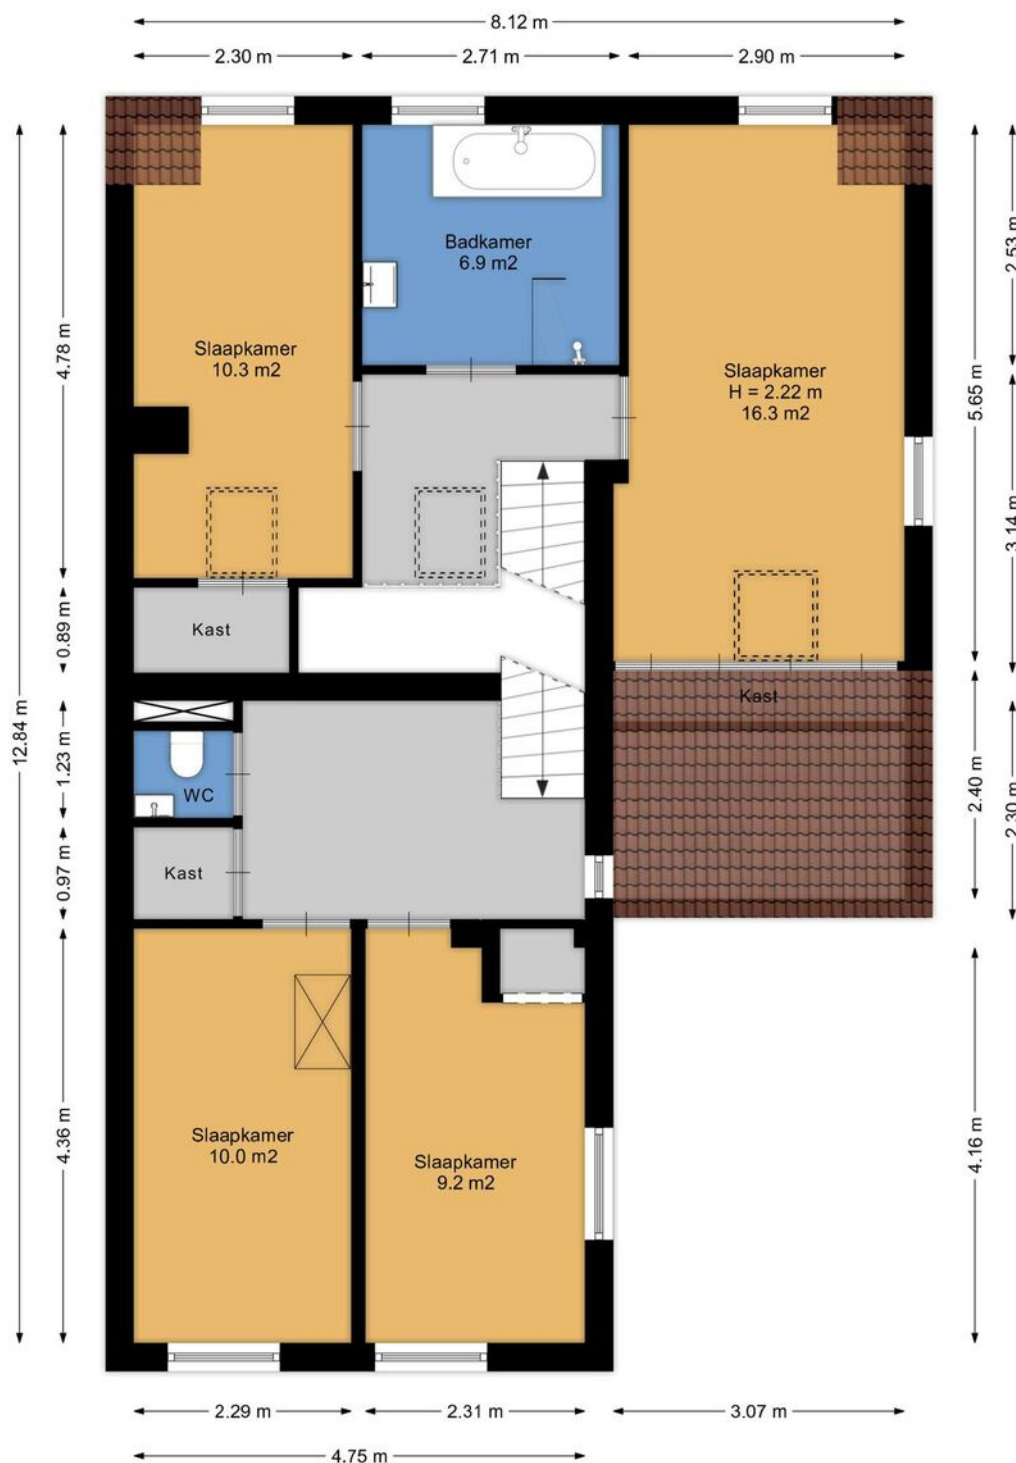 8.12 m
2.30 m
2.71 m
2.90 m
Badkamer
6.9 m2
2.53 m
4.78 m
Slaapkamer
10.3 m2
Slaapkamer
H = 2.22 m
16.3 m2
5.65 m
3.14 m
0.89 m
Kast
Kast
12.84 m
1.23 m
WC
2.40 m
2.30 m
0.97 m
Kast
4.36 m
Slaapkamer
10.0 m2
Slaapkamer
9.2 m2
4.16 m
2.29 m
2.31 m
3.07 m
4.75 m